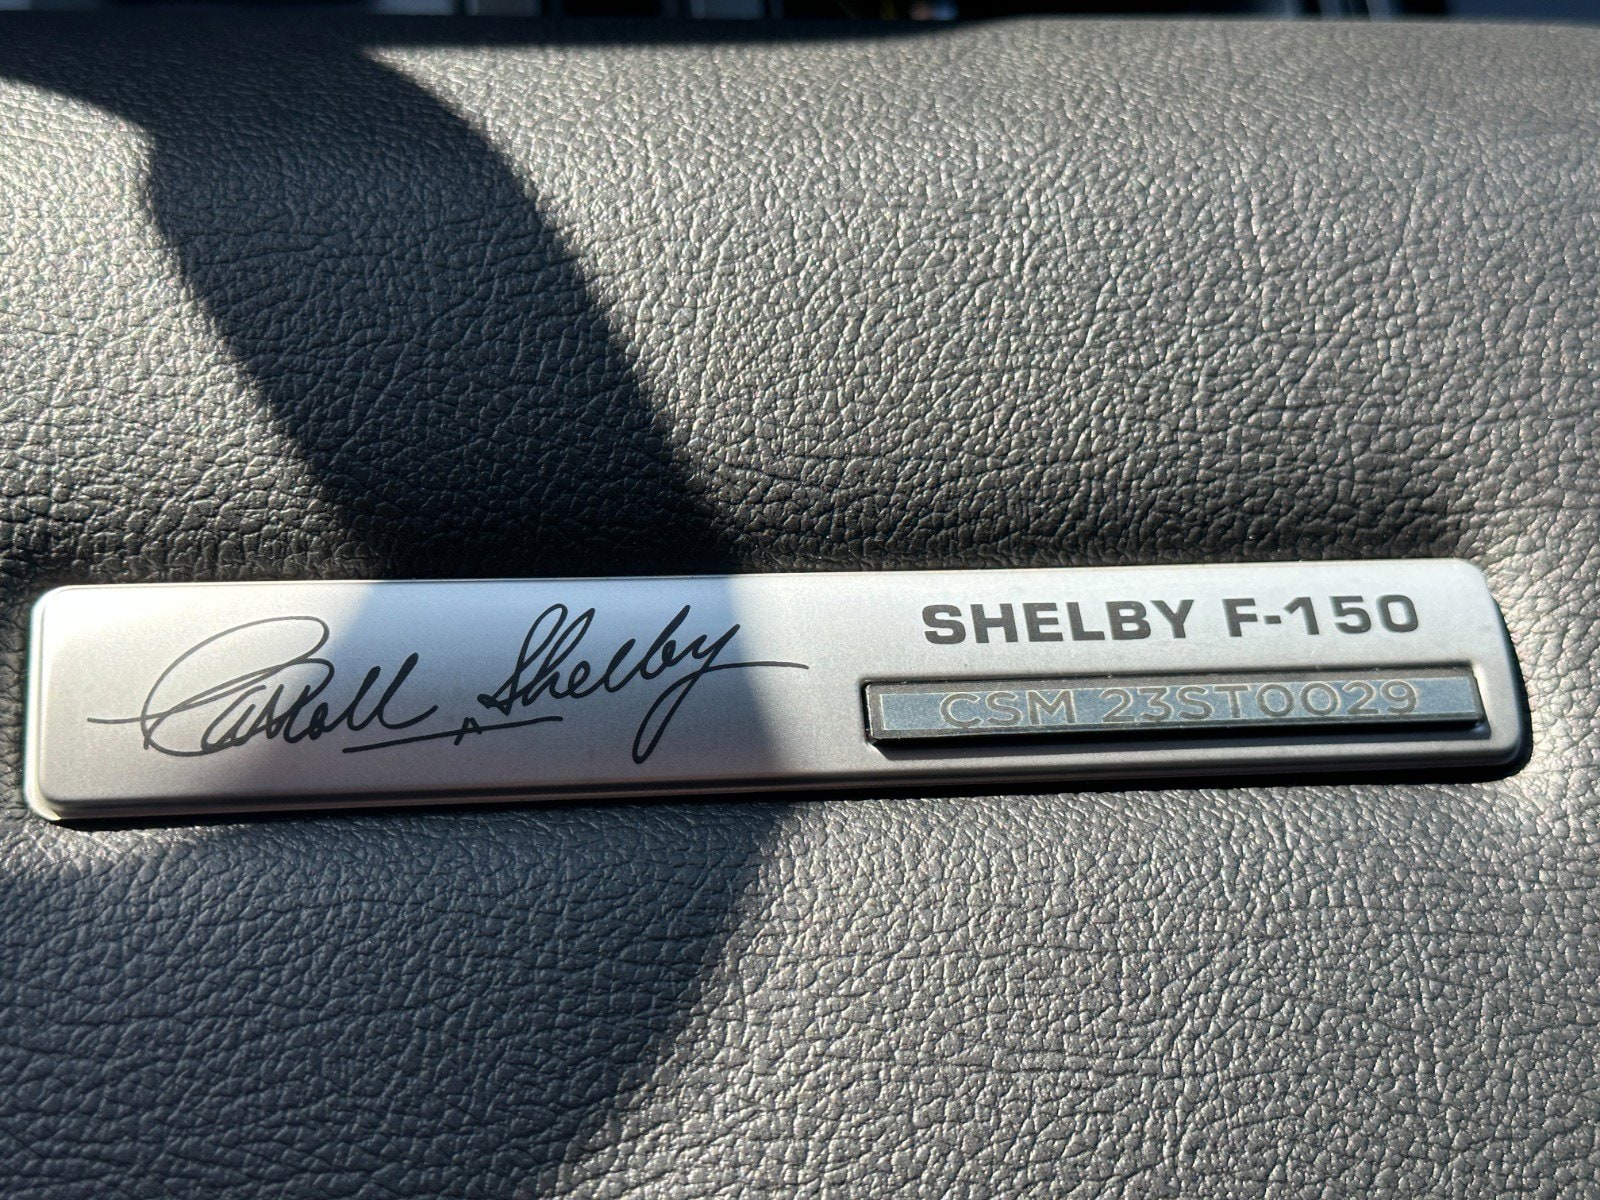 Carroll Shelby
SHELBY F-150
CSM 23ST0029